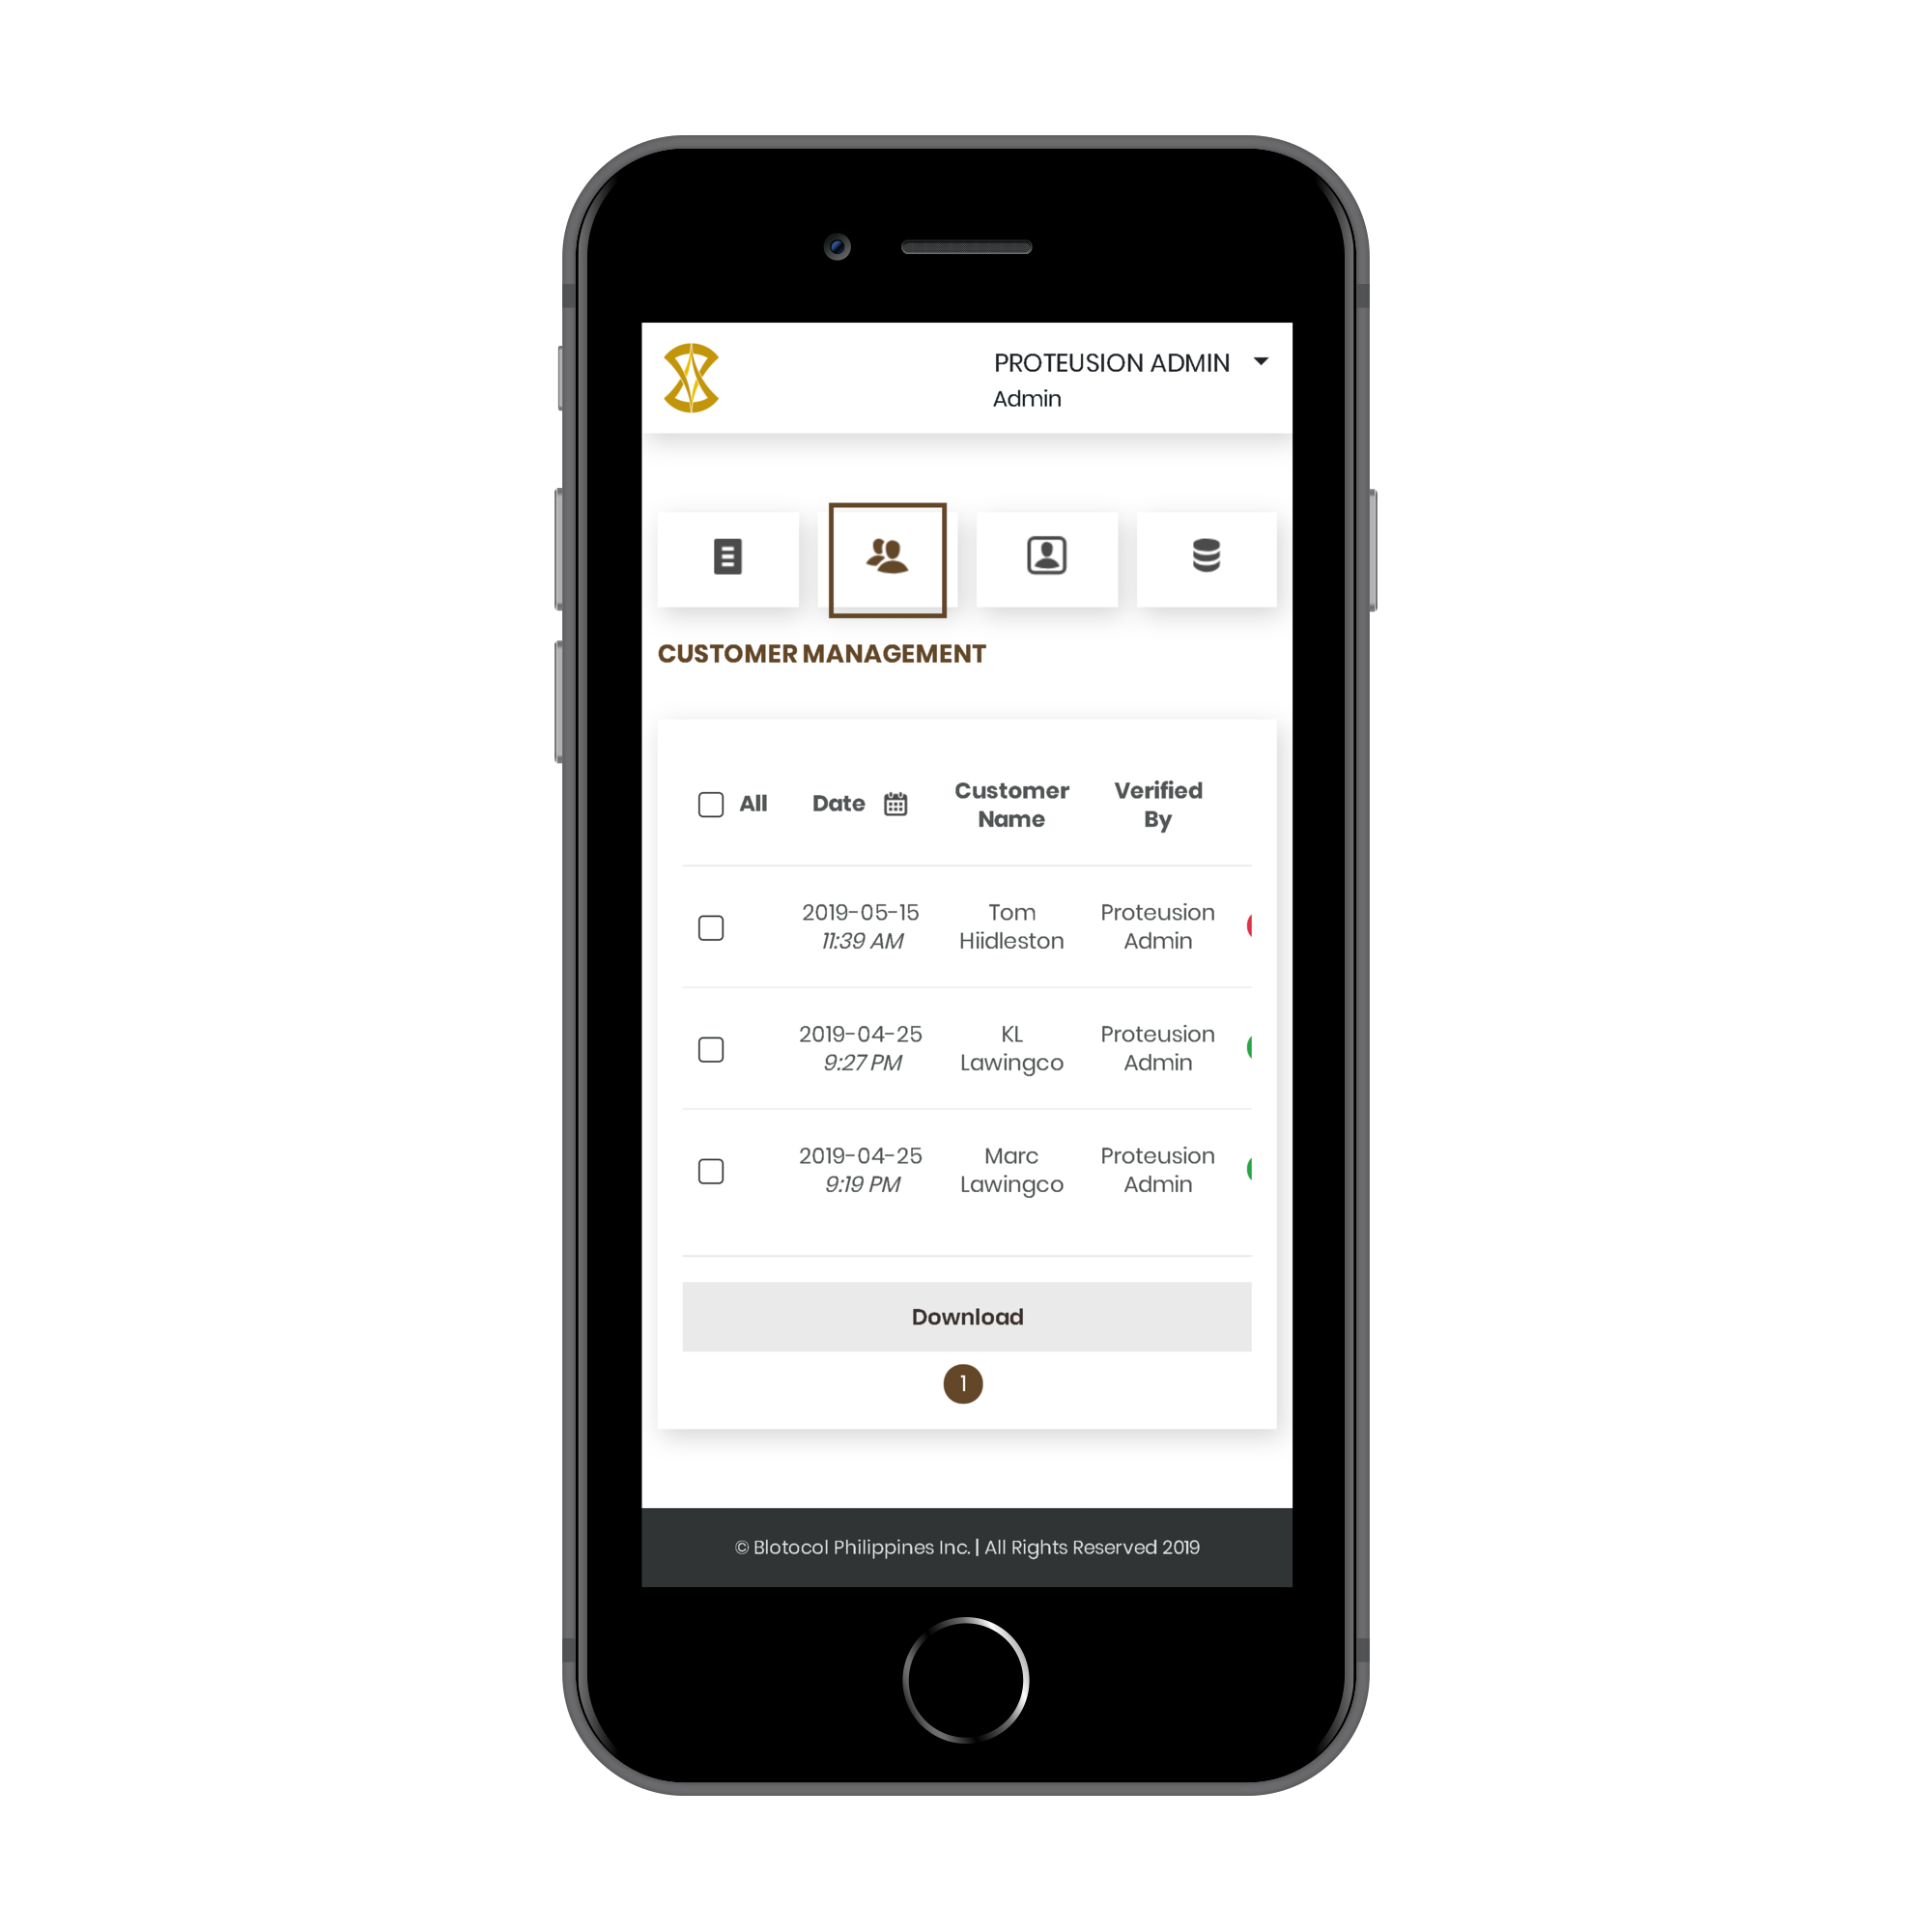 PROTEUSION ADMIN
Admin
CUSTOMER MANAGEMENT
All Date Customer Name Verified By
2019-05-15 Tom Proteusion
11:39 AM Hiidleston Admin
2019-04-25 KL Proteusion
9:27 PM Lawingco Admin
2019-04-25 Marc Proteusion
9:19 PM Lawingco Admin
Download
1
© Blotocol Philippines Inc. | All Rights Reserved 2019